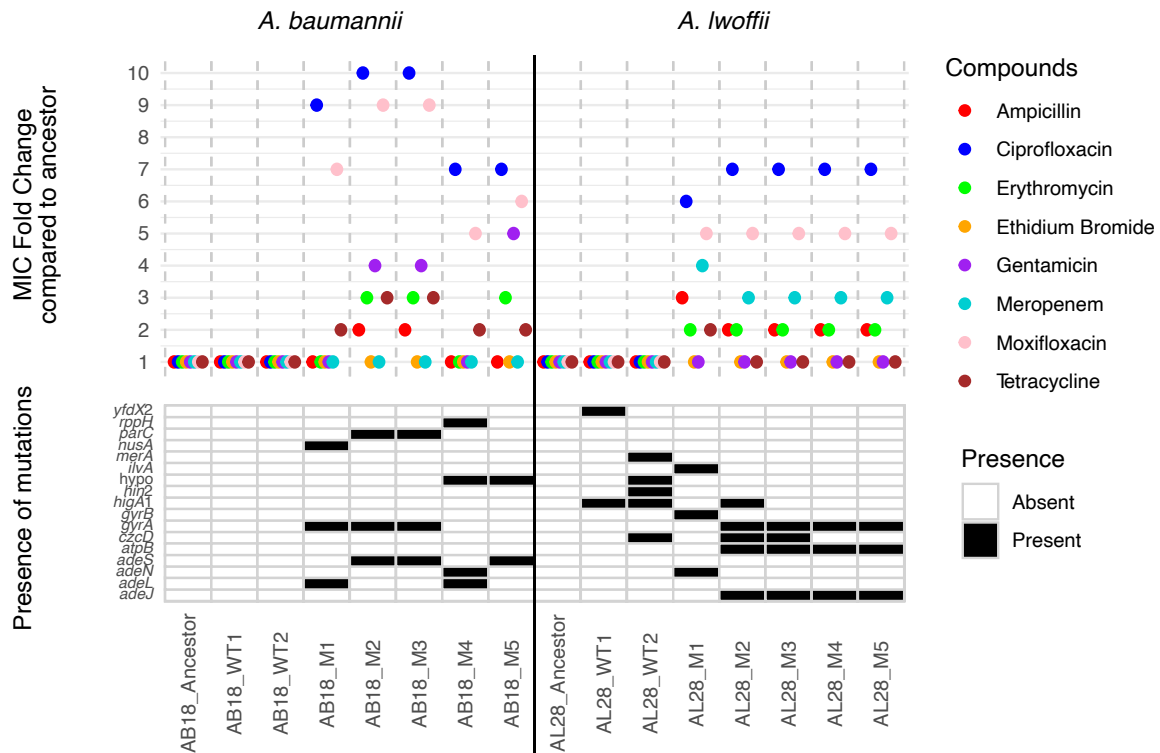 A. baumannii
A. lwoffii
MIC Fold Change
compared to ancestor
10
9
8
7
6
5
4
3
2
1
Compounds
Ampicillin
Ciprofloxacin
Erythromycin
Ethidium Bromide
Gentamicin
Meropenem
Moxifloxacin
Tetracycline
Presence of mutations
yfdX2
rppH
parC
nusA
merA
ilvA
hypo
hin2
higA1
gyrB
gyrA
czcD
atpB
adeS
adeN
adeL
adeJ
Presence
Absent
Present
AB18_Ancestor
AB18_WT1
AB18_WT2
AB18_M1
AB18_M2
AB18_M3
AB18_M4
AB18_M5
AL28_Ancestor
AL28_WT1
AL28_WT2
AL28_M1
AL28_M2
AL28_M3
AL28_M4
AL28_M5